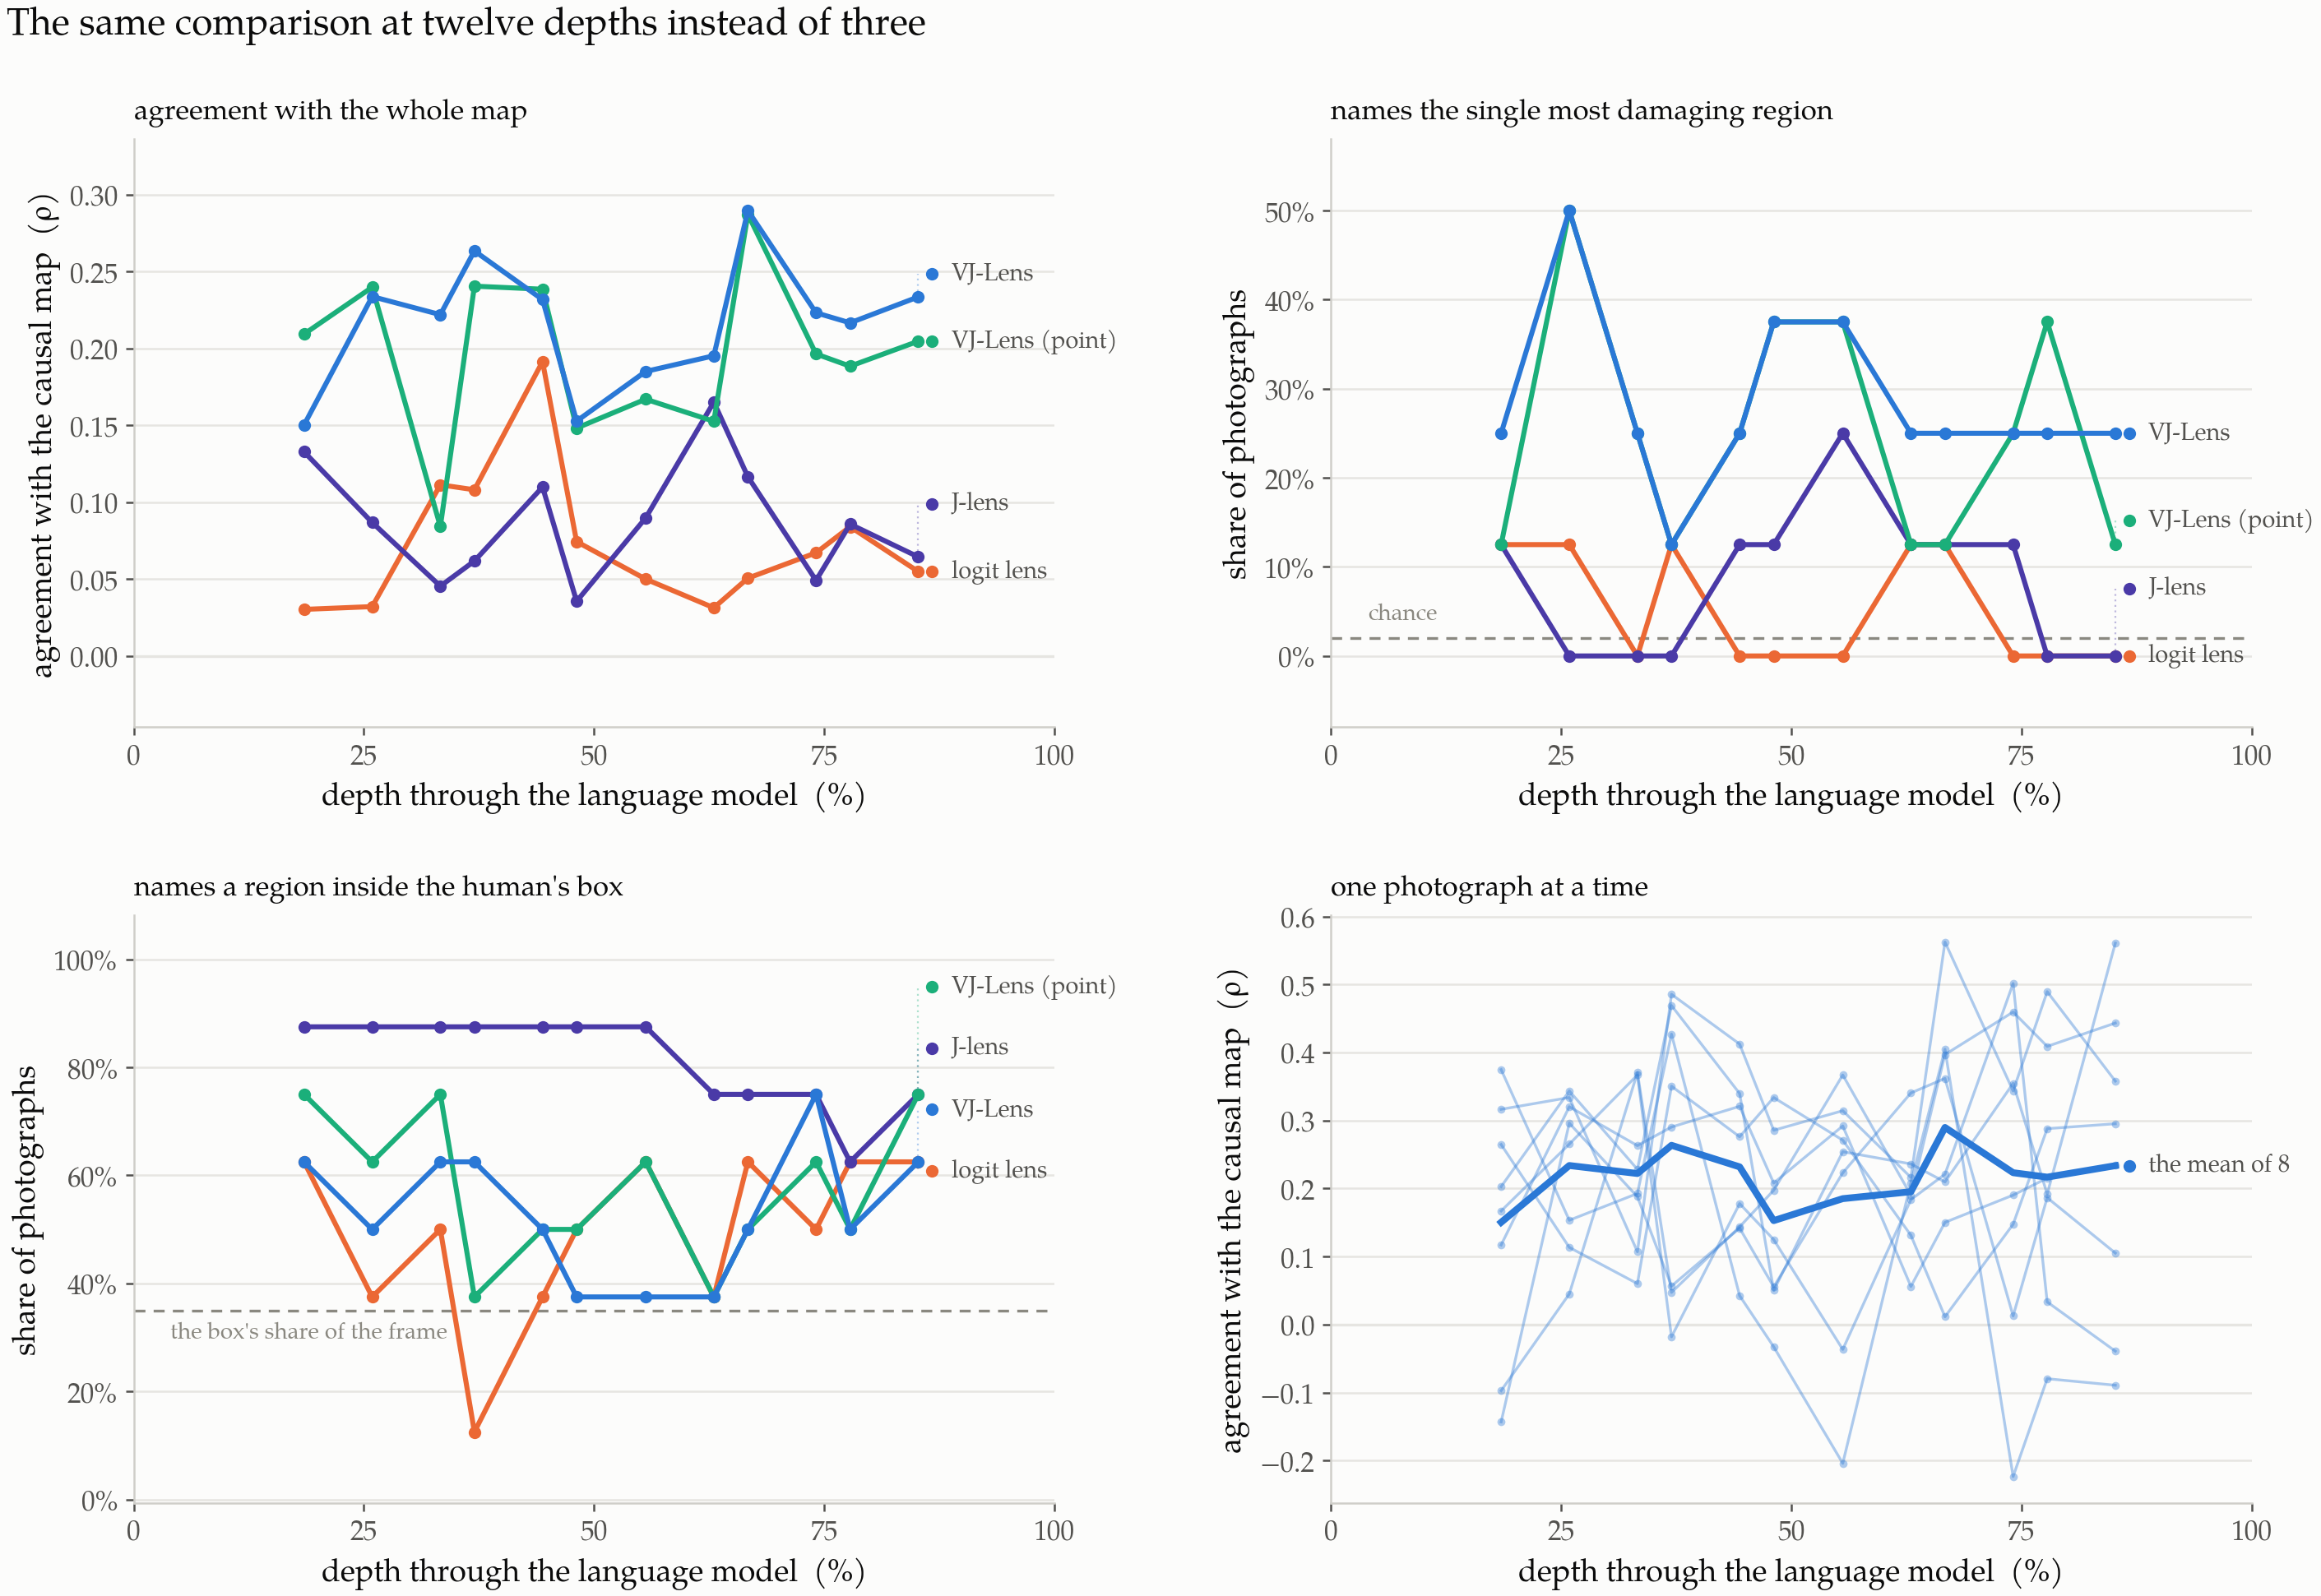 The same comparison at twelve depths instead of three
agreement with the whole map
agreement with the causal map (ρ)
0.30
0.25
0.20
0.15
0.10
0.05
0.00
VJ-Lens
VJ-Lens (point)
J-lens
logit lens
0 25 50 75 100
depth through the language model (%)
names the single most damaging region
share of photographs
50%
40%
30%
20%
10%
0%
chance
VJ-Lens
VJ-Lens (point)
J-lens
logit lens
0 25 50 75 100
depth through the language model (%)
names a region inside the human's box
share of photographs
100%
80%
60%
40%
20%
0%
the box's share of the frame
VJ-Lens (point)
J-lens
VJ-Lens
logit lens
0 25 50 75 100
depth through the language model (%)
one photograph at a time
agreement with the causal map (ρ)
0.6
0.5
0.4
0.3
0.2
0.1
0.0
−0.1
−0.2
the mean of 8
0 25 50 75 100
depth through the language model (%)